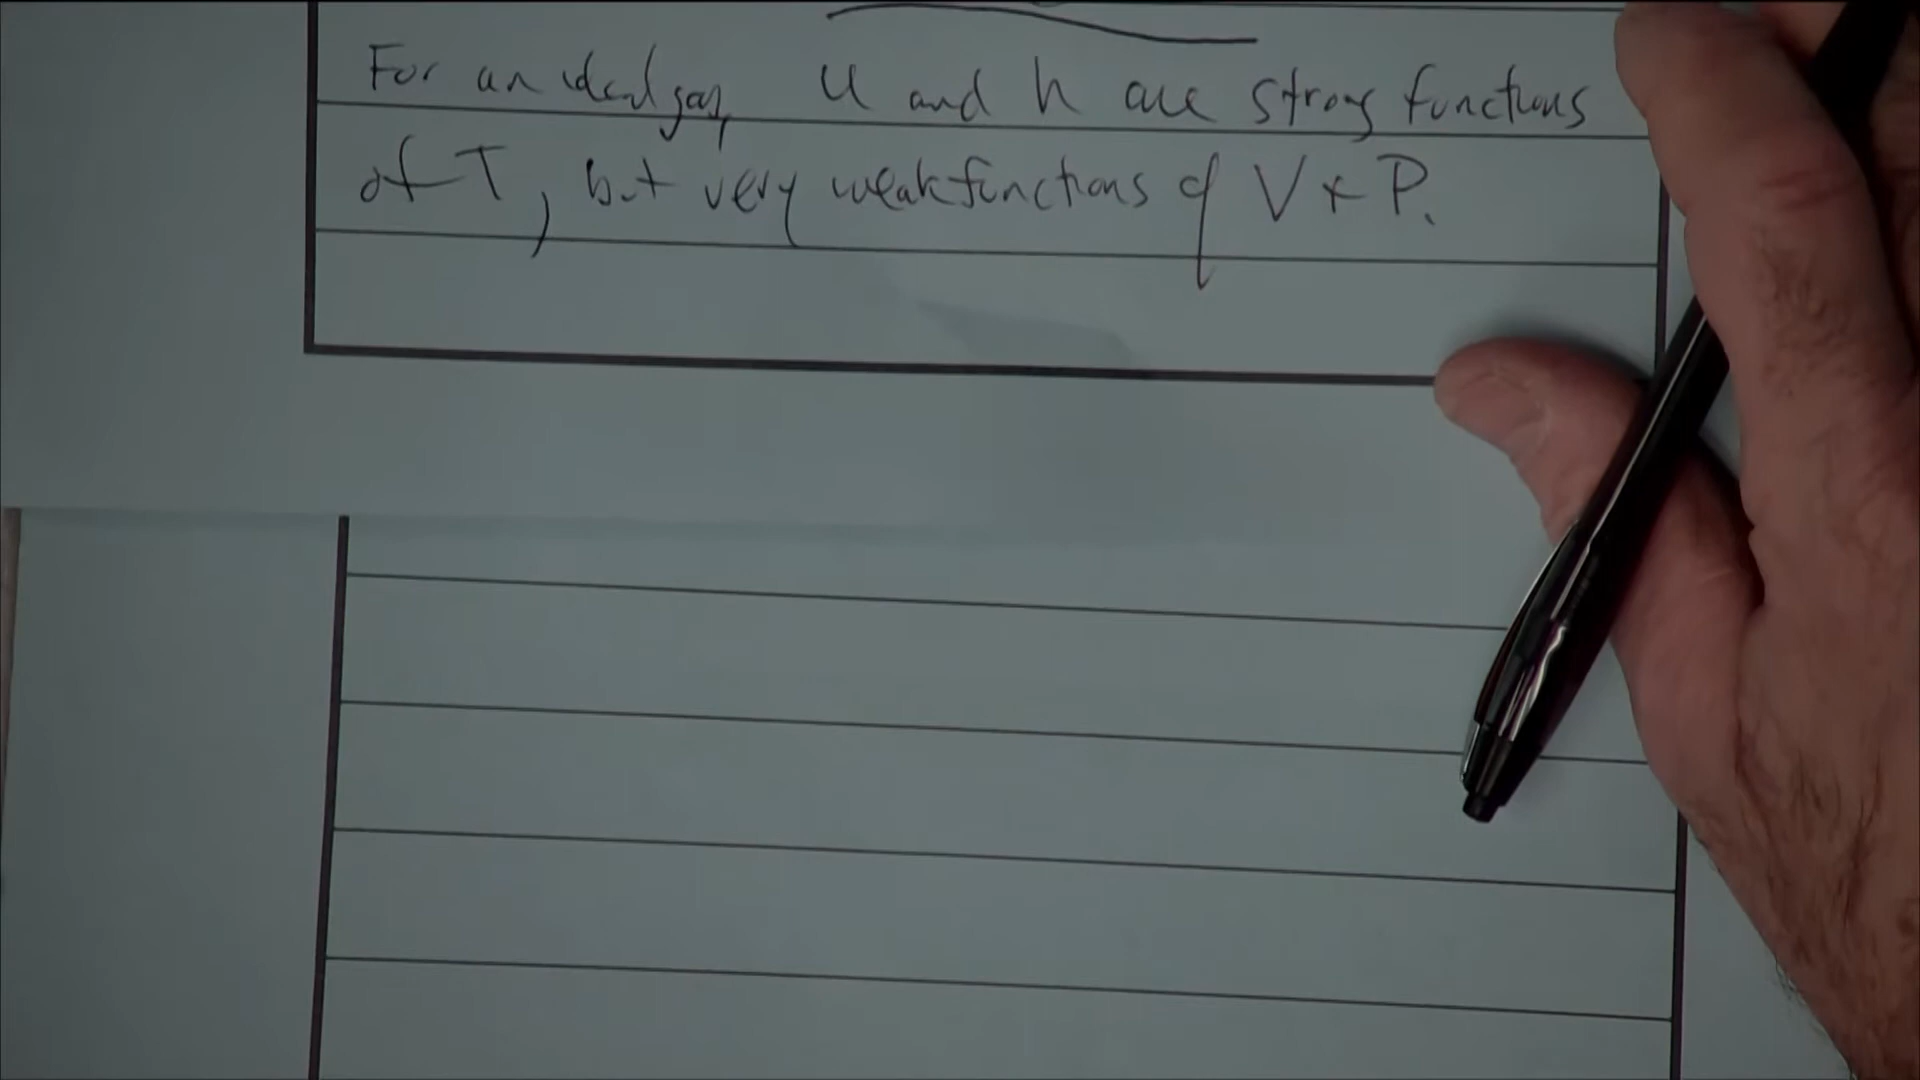 For an ideal gas, u and h are strong functions
of T, but very weak functions of V + P.